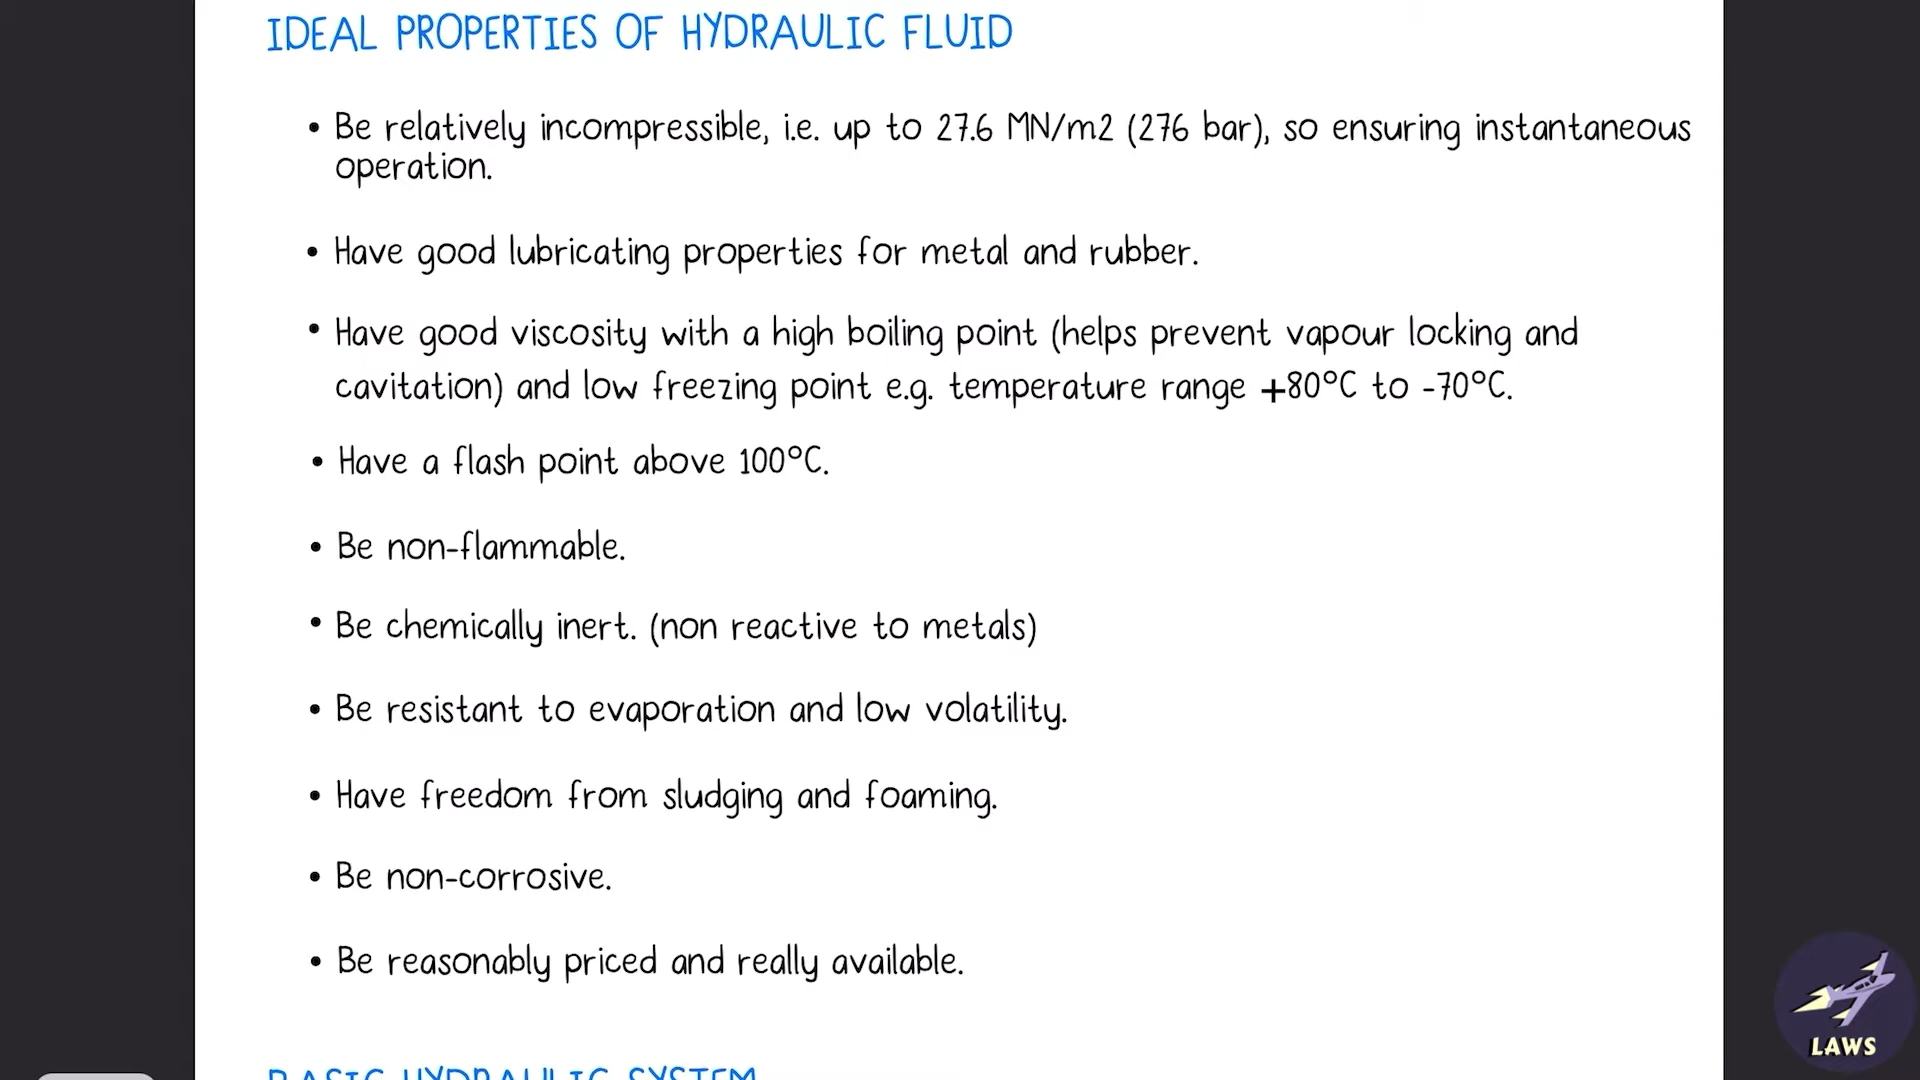 IDEAL PROPERTIES OF HYDRAULIC FLUID
• Be relatively incompressible, i.e. up to 27.6 MN/m2 (276 bar), so ensuring instantaneous
operation.
• Have good lubricating properties for metal and rubber.
• Have good viscosity with a high boiling point (helps prevent vapour locking and
cavitation) and low freezing point e.g. temperature range +80°C to -70°C.
• Have a flash point above 100°C.
• Be non-flammable.
• Be chemically inert. (non reactive to metals)
• Be resistant to evaporation and low volatility.
• Have freedom from sludging and foaming.
• Be non-corrosive.
• Be reasonably priced and really available.
BASIC HYDRAULIC SYSTEM
LAWS